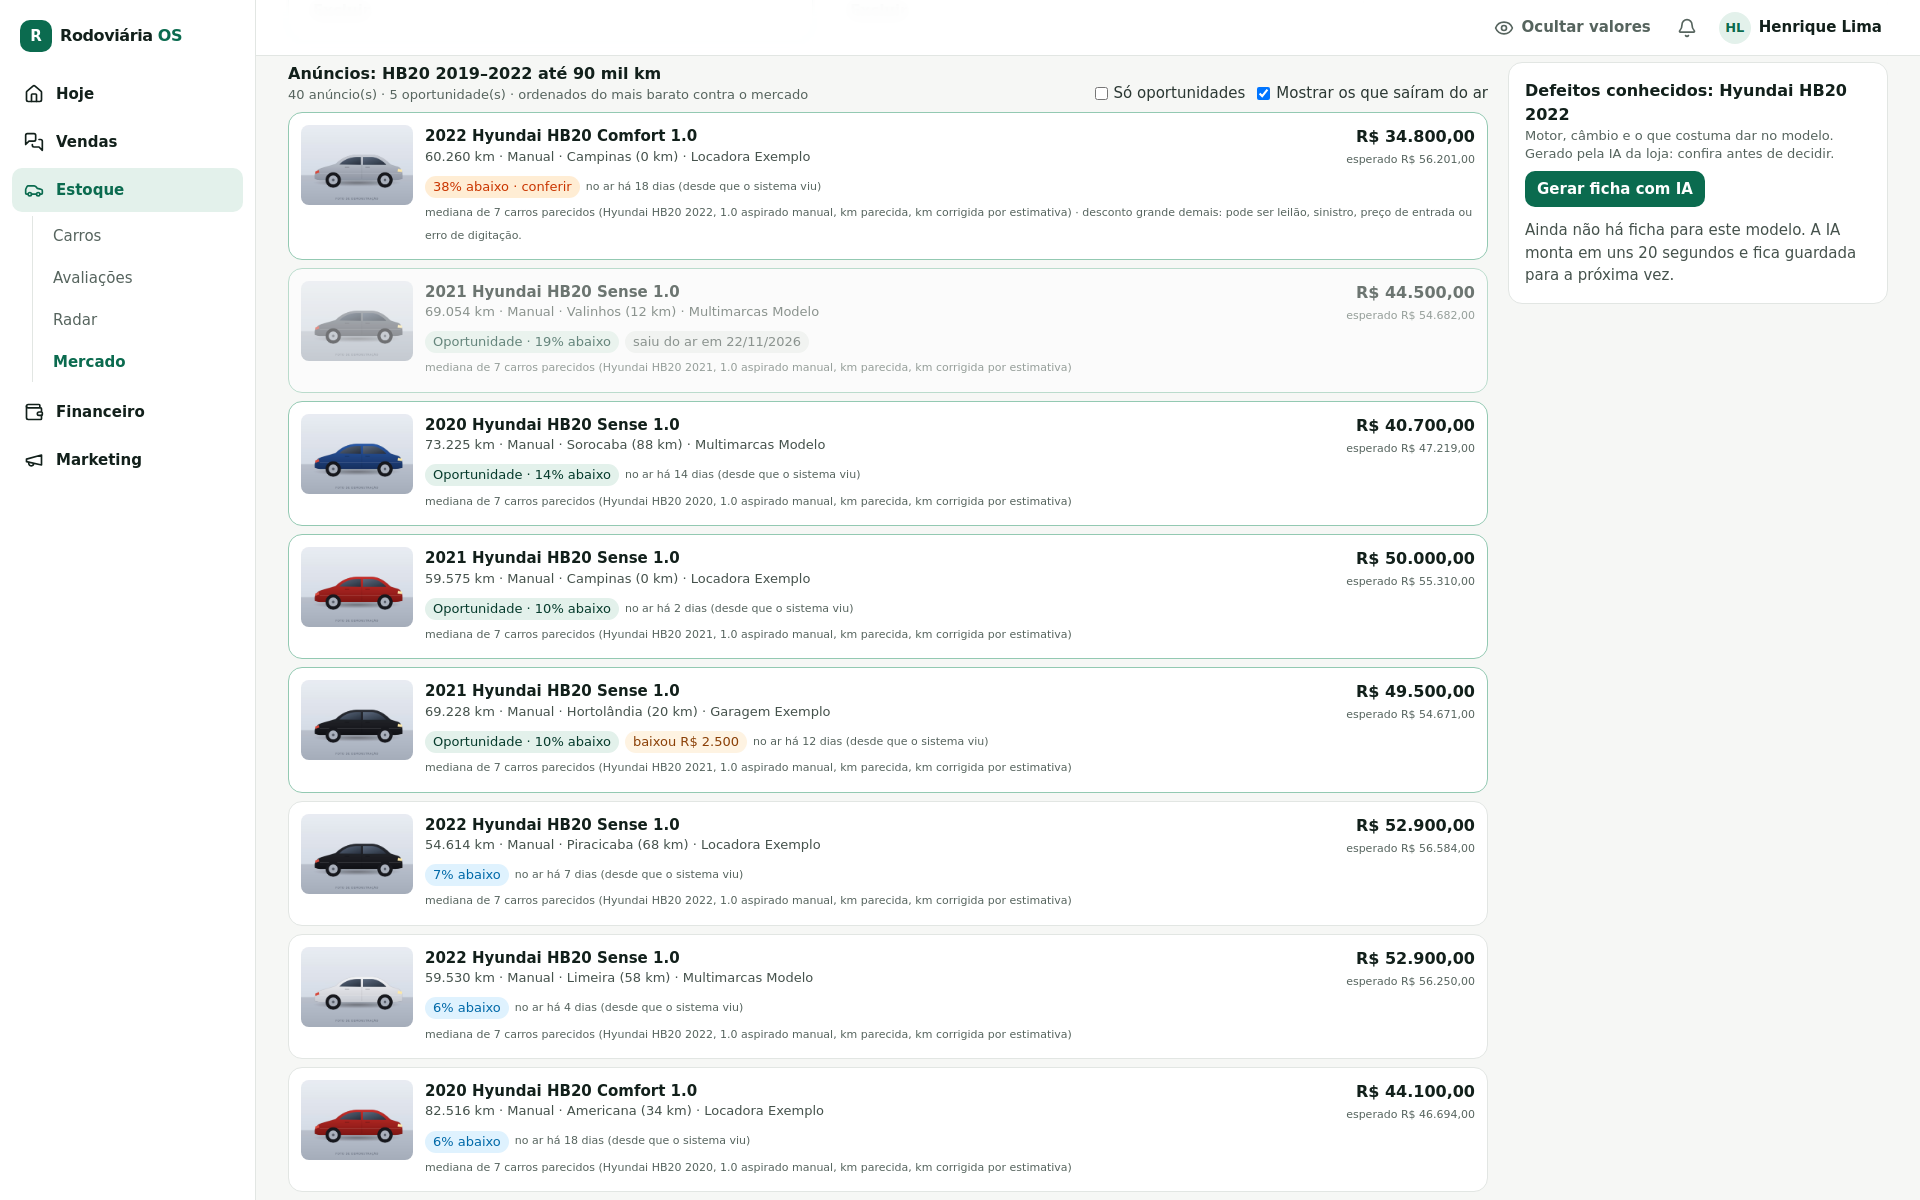 R
Rodoviária OS
Hoje
Vendas
Estoque
Carros
Avaliações
Radar
Mercado
Financeiro
Marketing
Ocultar valores
HL
Henrique Lima
Anúncios: HB20 2019–2022 até 90 mil km
40 anúncio(s) · 5 oportunidade(s) · ordenados do mais barato contra o mercado
Só oportunidades
Mostrar os que saíram do ar
2022 Hyundai HB20 Comfort 1.0
R$ 34.800,00
60.260 km · Manual · Campinas (0 km) · Locadora Exemplo
esperado R$ 56.201,00
38% abaixo · conferir
no ar há 18 dias (desde que o sistema viu)
mediana de 7 carros parecidos (Hyundai HB20 2022, 1.0 aspirado manual, km parecida, km corrigida por estimativa) · desconto grande demais: pode ser leilão, sinistro, preço de entrada ou
erro de digitação.
2021 Hyundai HB20 Sense 1.0
R$ 44.500,00
69.054 km · Manual · Valinhos (12 km) · Multimarcas Modelo
esperado R$ 54.682,00
Oportunidade · 19% abaixo
saiu do ar em 22/11/2026
mediana de 7 carros parecidos (Hyundai HB20 2021, 1.0 aspirado manual, km parecida, km corrigida por estimativa)
2020 Hyundai HB20 Sense 1.0
R$ 40.700,00
73.225 km · Manual · Sorocaba (88 km) · Multimarcas Modelo
esperado R$ 47.219,00
Oportunidade · 14% abaixo
no ar há 14 dias (desde que o sistema viu)
mediana de 7 carros parecidos (Hyundai HB20 2020, 1.0 aspirado manual, km parecida, km corrigida por estimativa)
2021 Hyundai HB20 Sense 1.0
R$ 50.000,00
59.575 km · Manual · Campinas (0 km) · Locadora Exemplo
esperado R$ 55.310,00
Oportunidade · 10% abaixo
no ar há 2 dias (desde que o sistema viu)
mediana de 7 carros parecidos (Hyundai HB20 2021, 1.0 aspirado manual, km parecida, km corrigida por estimativa)
2021 Hyundai HB20 Sense 1.0
R$ 49.500,00
69.228 km · Manual · Hortolândia (20 km) · Garagem Exemplo
esperado R$ 54.671,00
Oportunidade · 10% abaixo
baixou R$ 2.500
no ar há 12 dias (desde que o sistema viu)
mediana de 7 carros parecidos (Hyundai HB20 2021, 1.0 aspirado manual, km parecida, km corrigida por estimativa)
2022 Hyundai HB20 Sense 1.0
R$ 52.900,00
54.614 km · Manual · Piracicaba (68 km) · Locadora Exemplo
esperado R$ 56.584,00
7% abaixo
no ar há 7 dias (desde que o sistema viu)
mediana de 7 carros parecidos (Hyundai HB20 2022, 1.0 aspirado manual, km parecida, km corrigida por estimativa)
2022 Hyundai HB20 Sense 1.0
R$ 52.900,00
59.530 km · Manual · Limeira (58 km) · Multimarcas Modelo
esperado R$ 56.250,00
6% abaixo
no ar há 4 dias (desde que o sistema viu)
mediana de 7 carros parecidos (Hyundai HB20 2022, 1.0 aspirado manual, km parecida, km corrigida por estimativa)
2020 Hyundai HB20 Comfort 1.0
R$ 44.100,00
82.516 km · Manual · Americana (34 km) · Locadora Exemplo
esperado R$ 46.694,00
6% abaixo
no ar há 18 dias (desde que o sistema viu)
mediana de 7 carros parecidos (Hyundai HB20 2020, 1.0 aspirado manual, km parecida, km corrigida por estimativa)
Defeitos conhecidos: Hyundai HB20
2022
Motor, câmbio e o que costuma dar no modelo.
Gerado pela IA da loja: confira antes de decidir.
Gerar ficha com IA
Ainda não há ficha para este modelo. A IA
monta em uns 20 segundos e fica guardada
para a próxima vez.